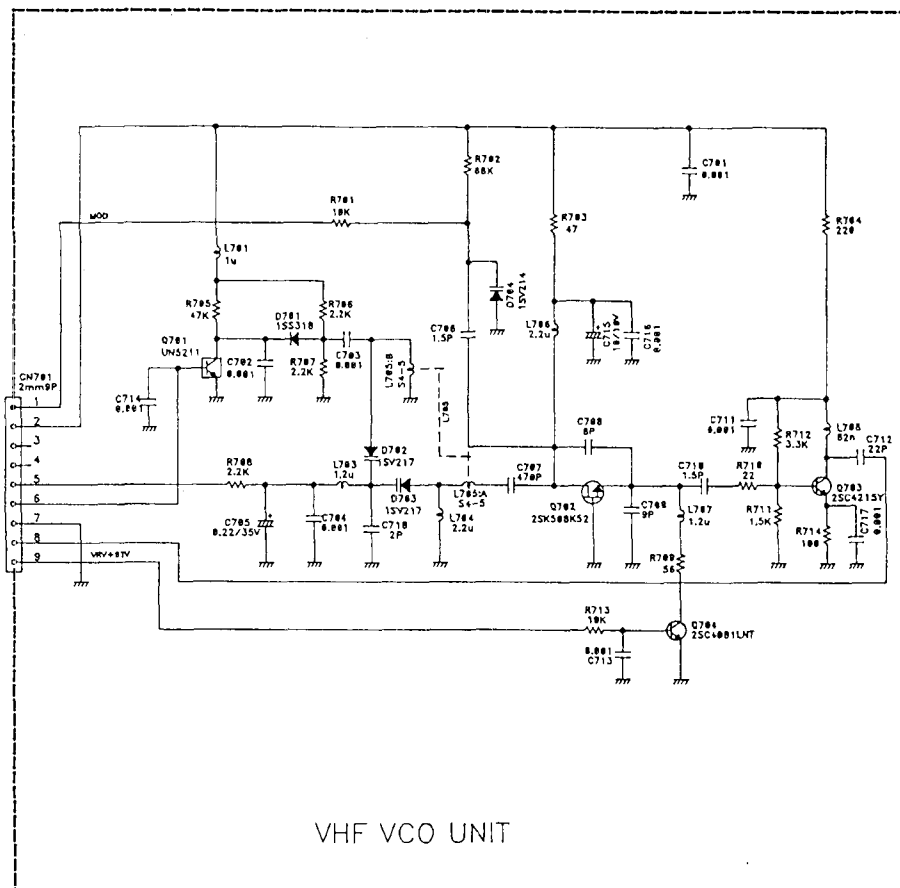 R702
68K
C701
0.001
R701
10K
MOD
R703
47
R704
220
L701
1u
D704
1SV214
R705
47K
R706
2.2K
D701
1SS318
C706
1.5P
L706
2.2u
C715
10/10V
C716
0.001
Q701
UN5211
C702
0.001
R707
2.2K
C703
0.001
L705:B
S4-5
L705
CN701
2mm9P
C714
0.001
1
2
3
4
5
6
7
8
9
C711
0.001
R712
3.3K
L708
82n
C712
22P
C708
8P
D702
1SV217
R708
2.2K
L703
1.2u
D703
1SV217
L705:A
S4-5
C707
470P
C710
1.5P
R710
22
Q703
2SC4215Y
C705
0.22/35V
C704
0.001
C718
2P
L704
2.2u
Q702
2SK508K52
C709
9P
L707
1.2u
R711
1.5K
R714
100
C717
0.001
R709
56
VRV+B7V
R713
10K
0.001
C713
Q704
2SC4081LNT
VHF VCO UNIT